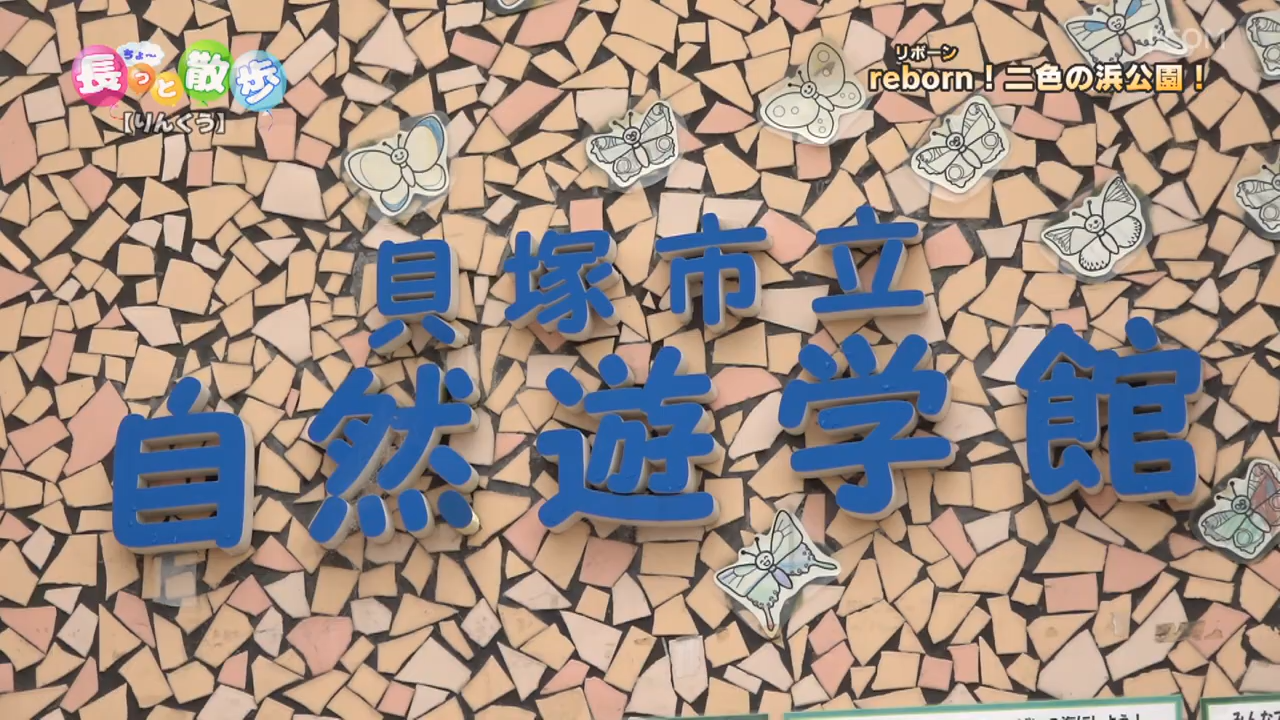 長ちょ〜っと散歩
【りんくう】
リボーン
reborn！二色の浜公園！
貝塚市立
自然遊学館